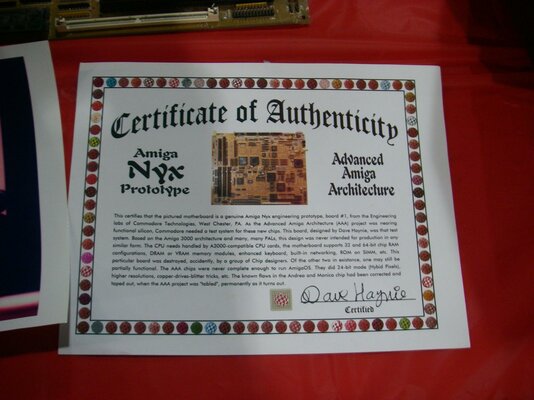 Certificate of Authenticity
Amiga
Nyx
Prototype
Advanced
Amiga
Architecture
This certifies that the pictured motherboard is a genuine Amiga Nyx engineering prototype, board #1, from the Engineering
labs of Commodore Technologies, West Chester, PA. As the Advanced Amiga Architecture (AAA) project was nearing
functional silicon, Commodore needed a test system for these new chips. This board, designed by Dave Haynie, was that test
system. Based on the Amiga 3000 architecture and many, many PALs, this design was never intended for production in any
similar form. The CPU needs handled by A3000-compatible CPU cards, the motherboard supports 32 and 64-bit chip RAM
configurations, DRAM or VRAM memory modules, enhanced keyboard, built-in networking, ROM on SIMM, etc. This
particular board was destroyed, accidently, by a group of Chip designers. Of the other two in existance, one may still be
partially functional. The AAA chips were never complete enough to run AmigaOS. They did 24-bit mode (Hybid Pixels),
higher resolutions, copper-drives-blitter tricks, etc. The known flaws in the Andrea and Monica chip had been corrected and
taped out, when the AAA project was "tabled", permanently as it turns out.
Dave Haynie
Certified